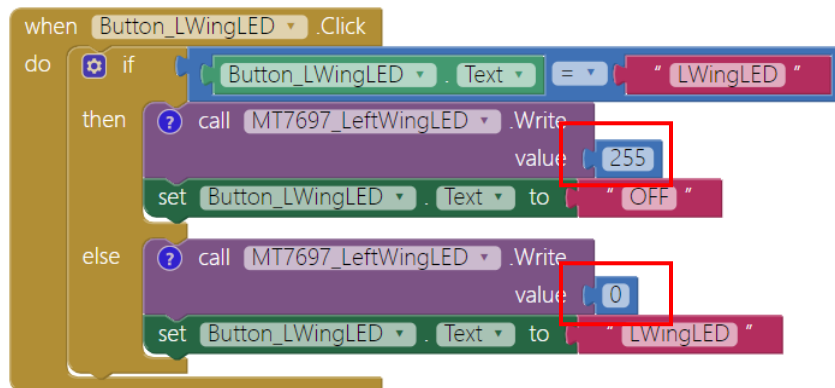 when Button_LWingLED .Click
do if Button_LWingLED . Text = " LWingLED "
then ? call MT7697_LeftWingLED .Write
value 255
set Button_LWingLED . Text to " OFF "
else ? call MT7697_LeftWingLED .Write
value 0
set Button_LWingLED . Text to " LWingLED "